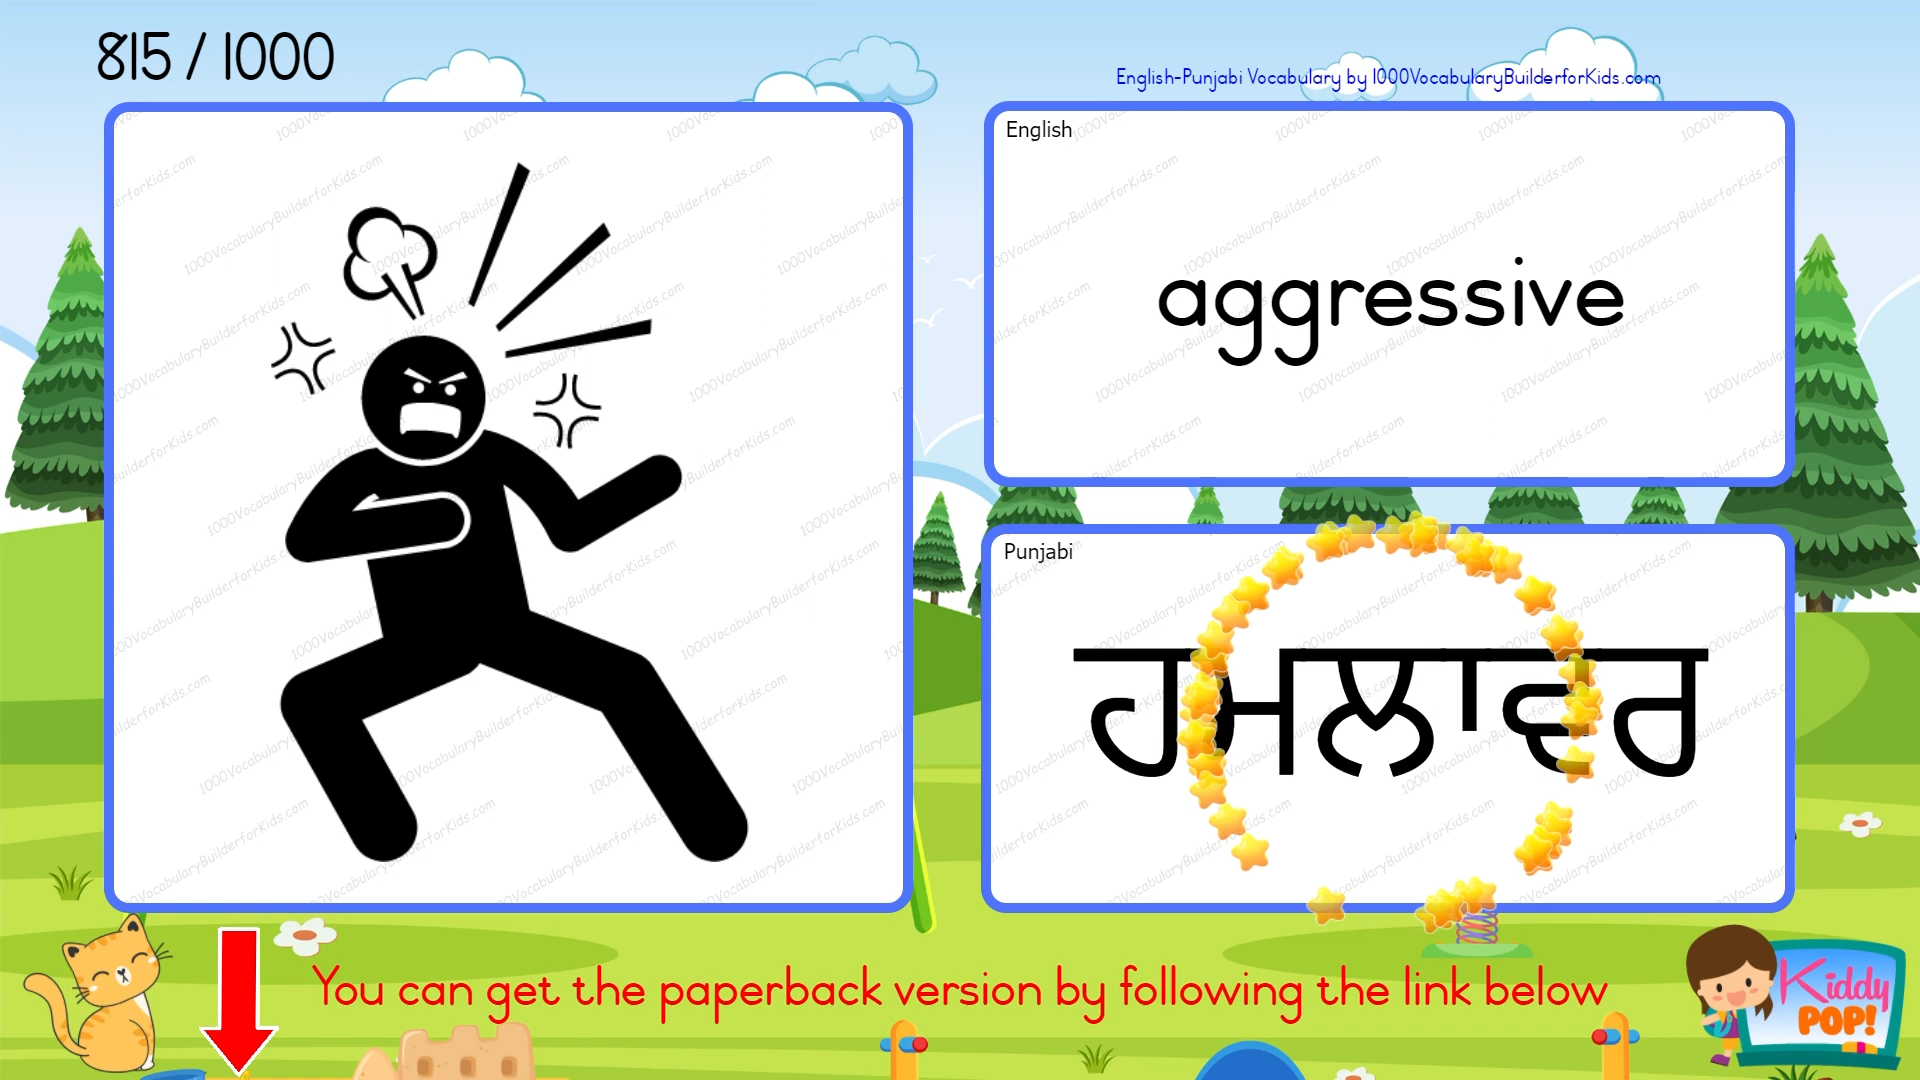 815 / 1000
English-Punjabi Vocabulary by 1000VocabularyBuilderforKids.com
English
aggressive
Punjabi
ਹਮਲਾਵਰ
You can get the paperback version by following the link below
Kiddy
POP!